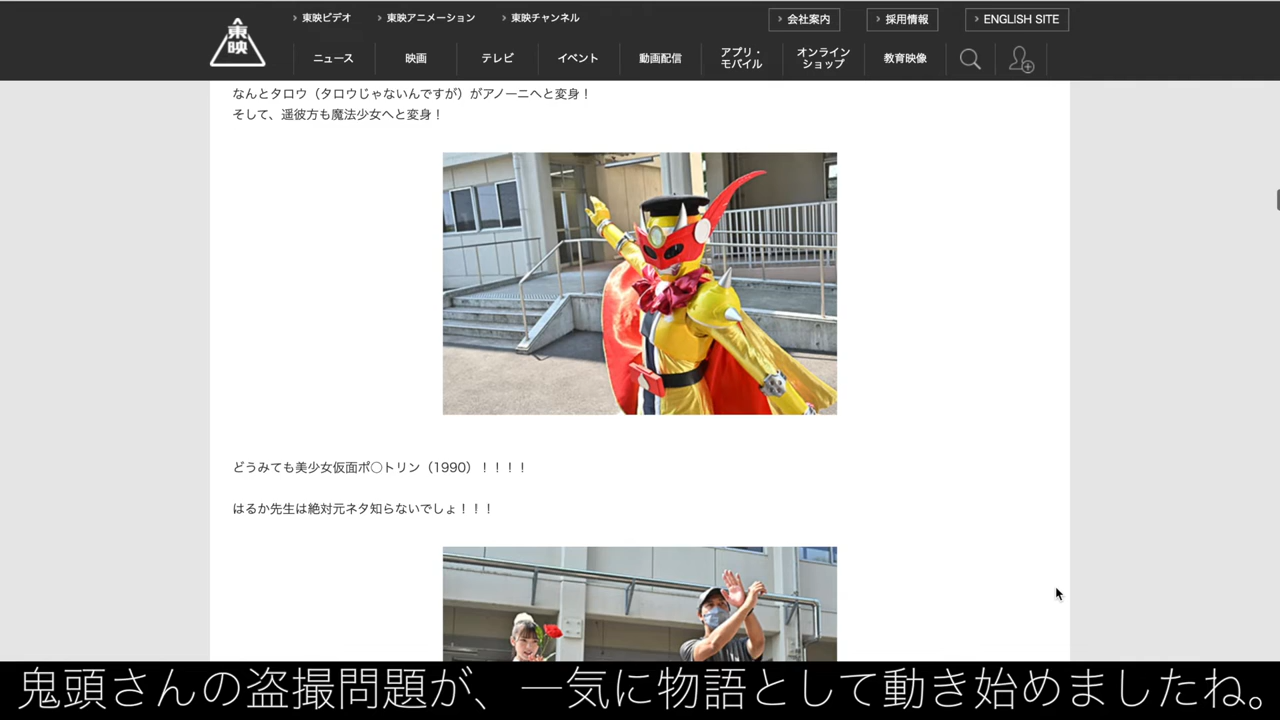 東映
東映ビデオ
東映アニメーション
東映チャンネル
会社案内
採用情報
ENGLISH SITE
ニュース
映画
テレビ
イベント
動画配信
アプリ・
モバイル
オンライン
ショップ
教育映像
なんとタロウ（タロウじゃないんですが）がアノーニへと変身！
そして、遥彼方も魔法少女へと変身！
どうみても美少女仮面ポ○トリン（1990）！！！！
はるか先生は絶対元ネタ知らないでしょ！！！
鬼頭さんの盗撮問題が、一気に物語として動き始めましたね。